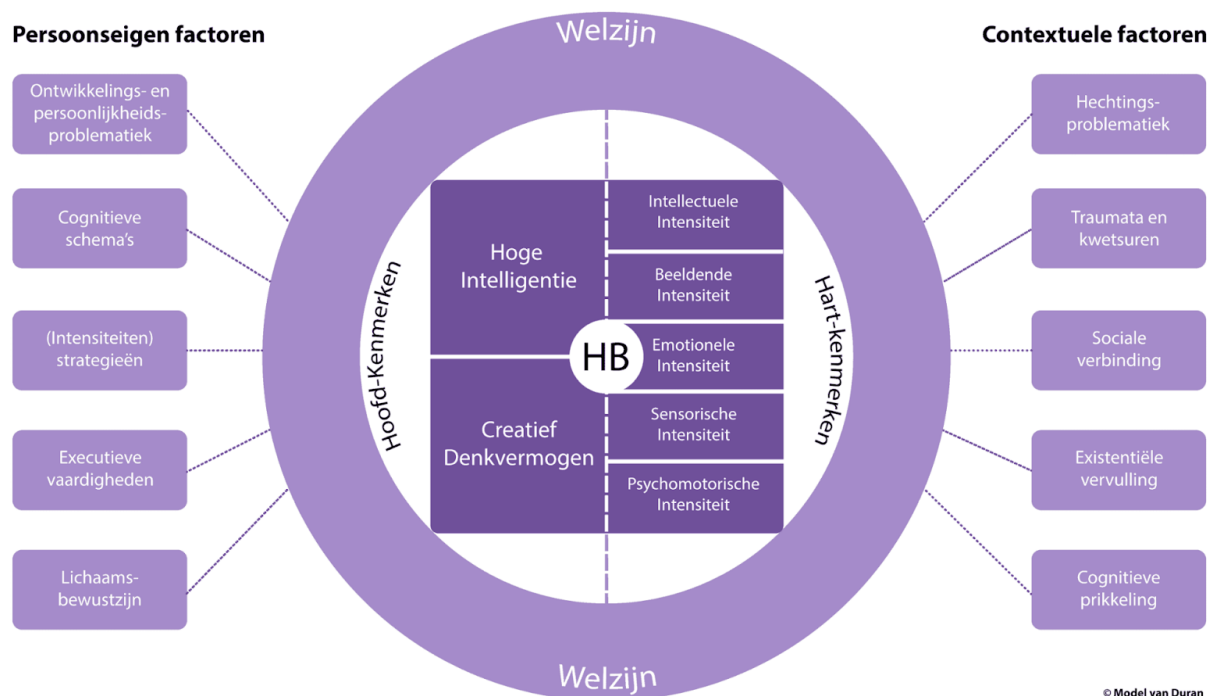 Persoonseigen factoren
Ontwikkelings- en
persoonlijkheids-
problematiek
Cognitieve
schema's
(Intensiteiten)
strategieën
Executieve
vaardigheden
Lichaams-
bewustzijn
Welzijn
Hoofd-Kenmerken
Hoge
Intelligentie
Creatief
Denkvermogen
HB
Intellectuele
Intensiteit
Beeldende
Intensiteit
Emotionele
Intensiteit
Sensorische
Intensiteit
Psychomotorische
Intensiteit
Hart-kenmerken
Welzijn
Contextuele factoren
Hechtings-
problematiek
Traumata en
kwetsuren
Sociale
verbinding
Existentiële
vervulling
Cognitieve
prikkeling
© Model van Duran